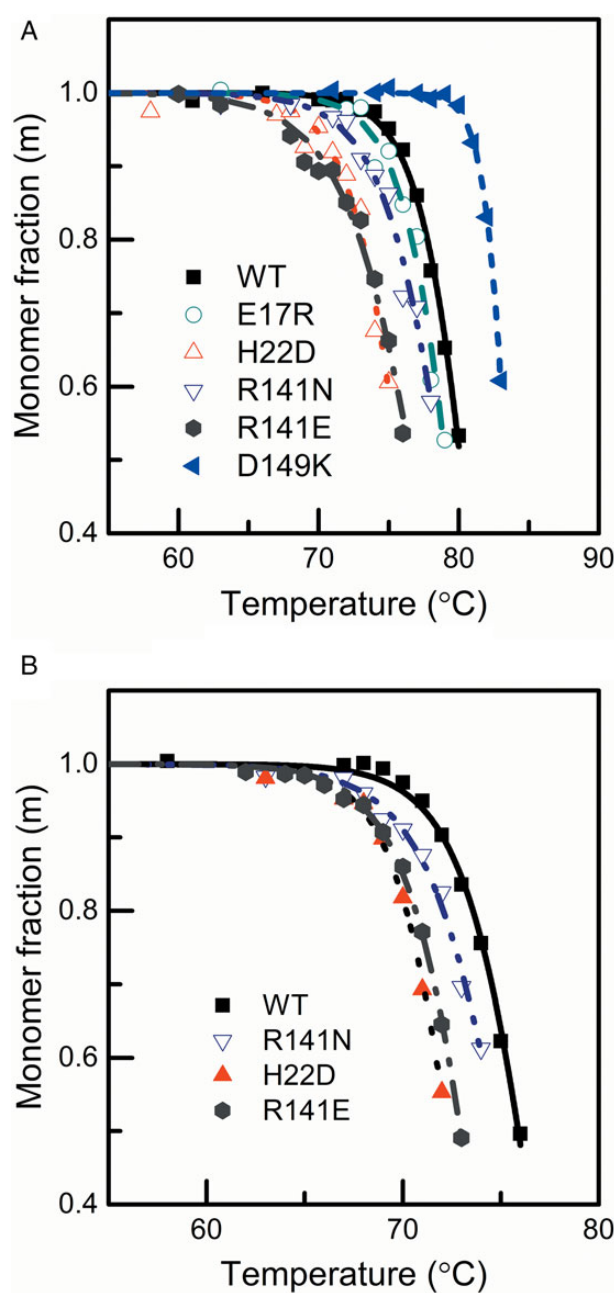 A
Monomer fraction (m)
1.0
0.8
0.6
0.4
WT
E17R
H22D
R141N
R141E
D149K
60
70
80
90
Temperature (°C)
B
Monomer fraction (m)
1.0
0.8
0.6
0.4
WT
R141N
H22D
R141E
60
70
80
Temperature (°C)